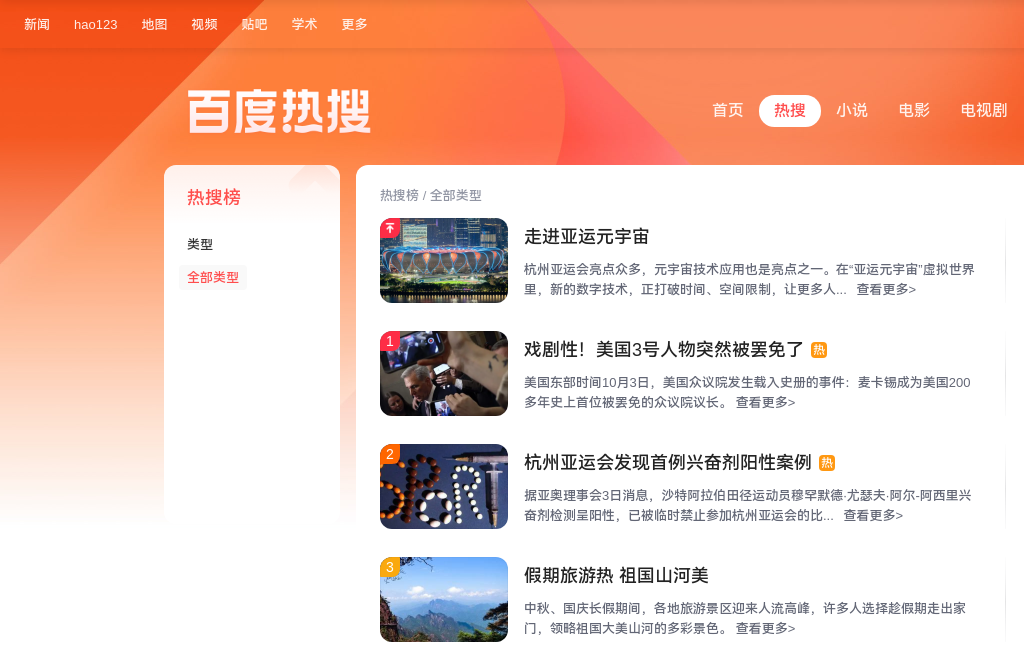 新闻 hao123 地图 视频 贴吧 学术 更多
百度热搜
首页 热搜 小说 电影 电视剧
热搜榜
类型
全部类型
热搜榜 / 全部类型
走进亚运元宇宙
杭州亚运会亮点众多，元宇宙技术应用也是亮点之一。在“亚运元宇宙”虚拟世界
里，新的数字技术，正打破时间、空间限制，让更多人... 查看更多>
1
戏剧性！美国3号人物突然被罢免了 热
美国东部时间10月3日，美国众议院发生载入史册的事件：麦卡锡成为美国200
多年史上首位被罢免的众议院议长。 查看更多>
2
杭州亚运会发现首例兴奋剂阳性案例 热
据亚奥理事会3日消息，沙特阿拉伯田径运动员穆罕默德·尤瑟夫·阿尔-阿西里兴
奋剂检测呈阳性，已被临时禁止参加杭州亚运会的比... 查看更多>
SPORT
3
假期旅游热 祖国山河美
中秋、国庆长假期间，各地旅游景区迎来人流高峰，许多人选择趁假期走出家
门，领略祖国大美山河的多彩景色。 查看更多>